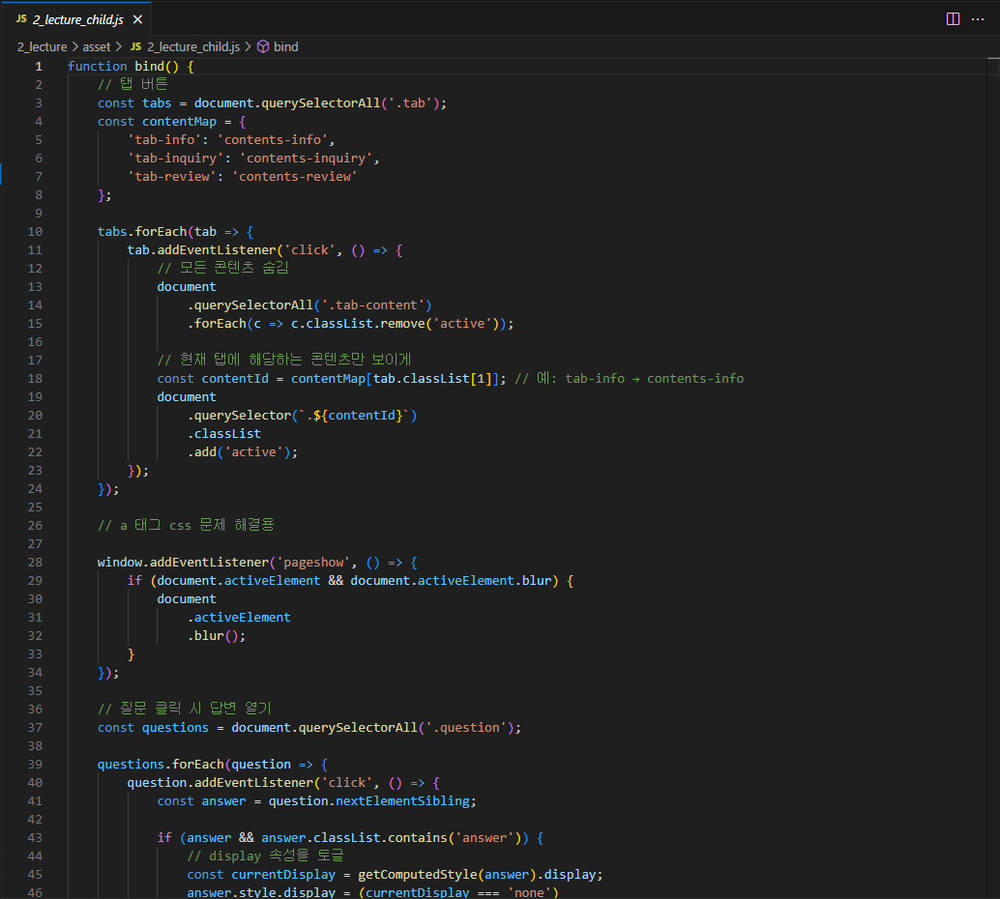 JS 2_lecture_child.js
2_lecture > asset > JS 2_lecture_child.js > bind
1 function bind() {
2 // 탭 버튼
3 const tabs = document.querySelectorAll('.tab');
4 const contentMap = {
5 'tab-info': 'contents-info',
6 'tab-inquiry': 'contents-inquiry',
7 'tab-review': 'contents-review'
8 };
9
10 tabs.forEach(tab => {
11 tab.addEventListener('click', () => {
12 // 모든 콘텐츠 숨김
13 document
14 .querySelectorAll('.tab-content')
15 .forEach(c => c.classList.remove('active'));
16
17 // 현재 탭에 해당하는 콘텐츠만 보이게
18 const contentId = contentMap[tab.classList[1]]; // 예: tab-info → contents-info
19 document
20 .querySelector(`.${contentId}`)
21 .classList
22 .add('active');
23 });
24 });
25
26 // a 태그 css 문제 해결용
27
28 window.addEventListener('pageshow', () => {
29 if (document.activeElement && document.activeElement.blur) {
30 document
31 .activeElement
32 .blur();
33 }
34 });
35
36 // 질문 클릭 시 답변 열기
37 const questions = document.querySelectorAll('.question');
38
39 questions.forEach(question => {
40 question.addEventListener('click', () => {
41 const answer = question.nextElementSibling;
42
43 if (answer && answer.classList.contains('answer')) {
44 // display 속성을 토글
45 const currentDisplay = getComputedStyle(answer).display;
46 answer.style.display = (currentDisplay === 'none')